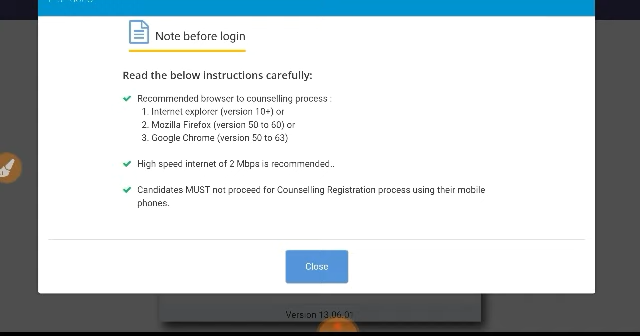 Note before login
Read the below instructions carefully:
Recommended browser to counselling process :
1. Internet explorer (version 10+) or
2. Mozilla Firefox (version 50 to 60) or
3. Google Chrome (version 50 to 63)
High speed internet of 2 Mbps is recommended..
Candidates MUST not proceed for Counselling Registration process using their mobile
phones.
Close
Version 13.06.01